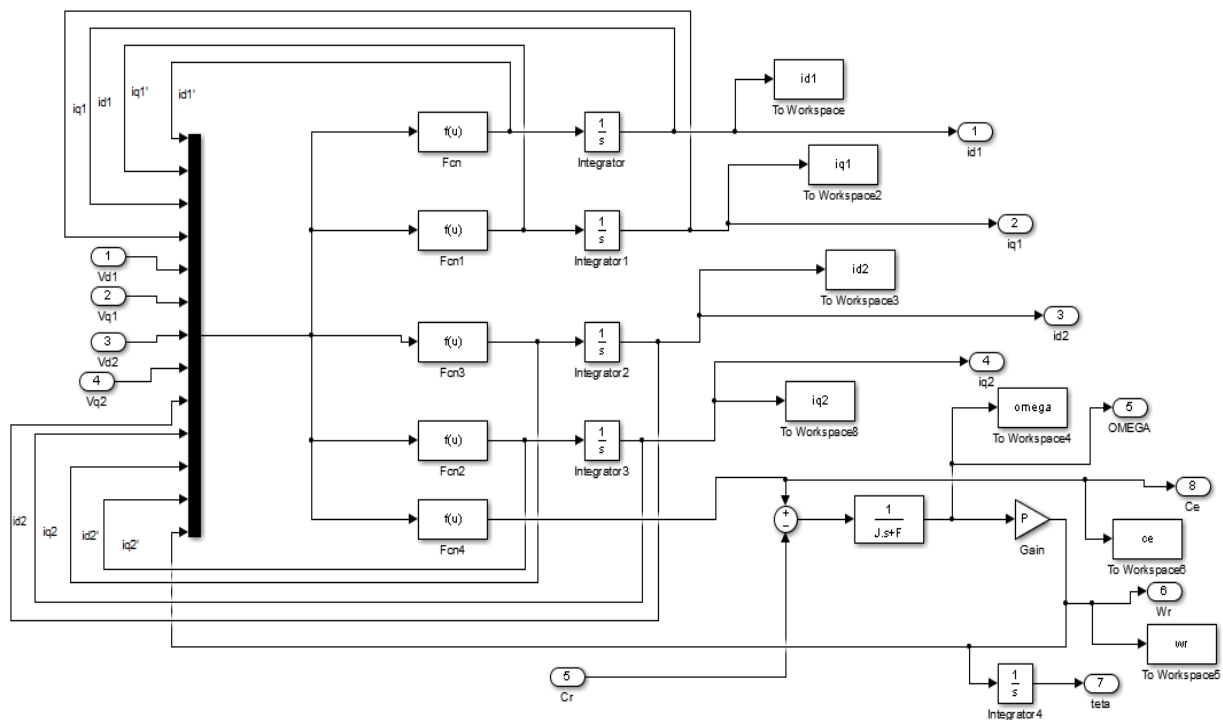 iq1
id1
iq1'
id1'
id1
To Workspace
1
id1
f(u)
Fcn
1
s
Integrator
iq1
To Workspace2
2
iq1
f(u)
Fcn1
1
s
Integrator1
1
Vd1
2
Vq1
3
Vd2
4
Vq2
id2
To Workspace3
3
id2
f(u)
Fcn3
1
s
Integrator2
4
iq2
iq2
To Workspace8
omega
To Workspace4
5
OMEGA
f(u)
Fcn2
1
s
Integrator3
f(u)
Fcn4
+
−
1
J.s+F
P
Gain
8
Ce
ce
To Workspace6
id2
iq2
id2'
iq2'
6
Wr
wr
To Workspace5
5
Cr
1
s
Integrator4
7
teta